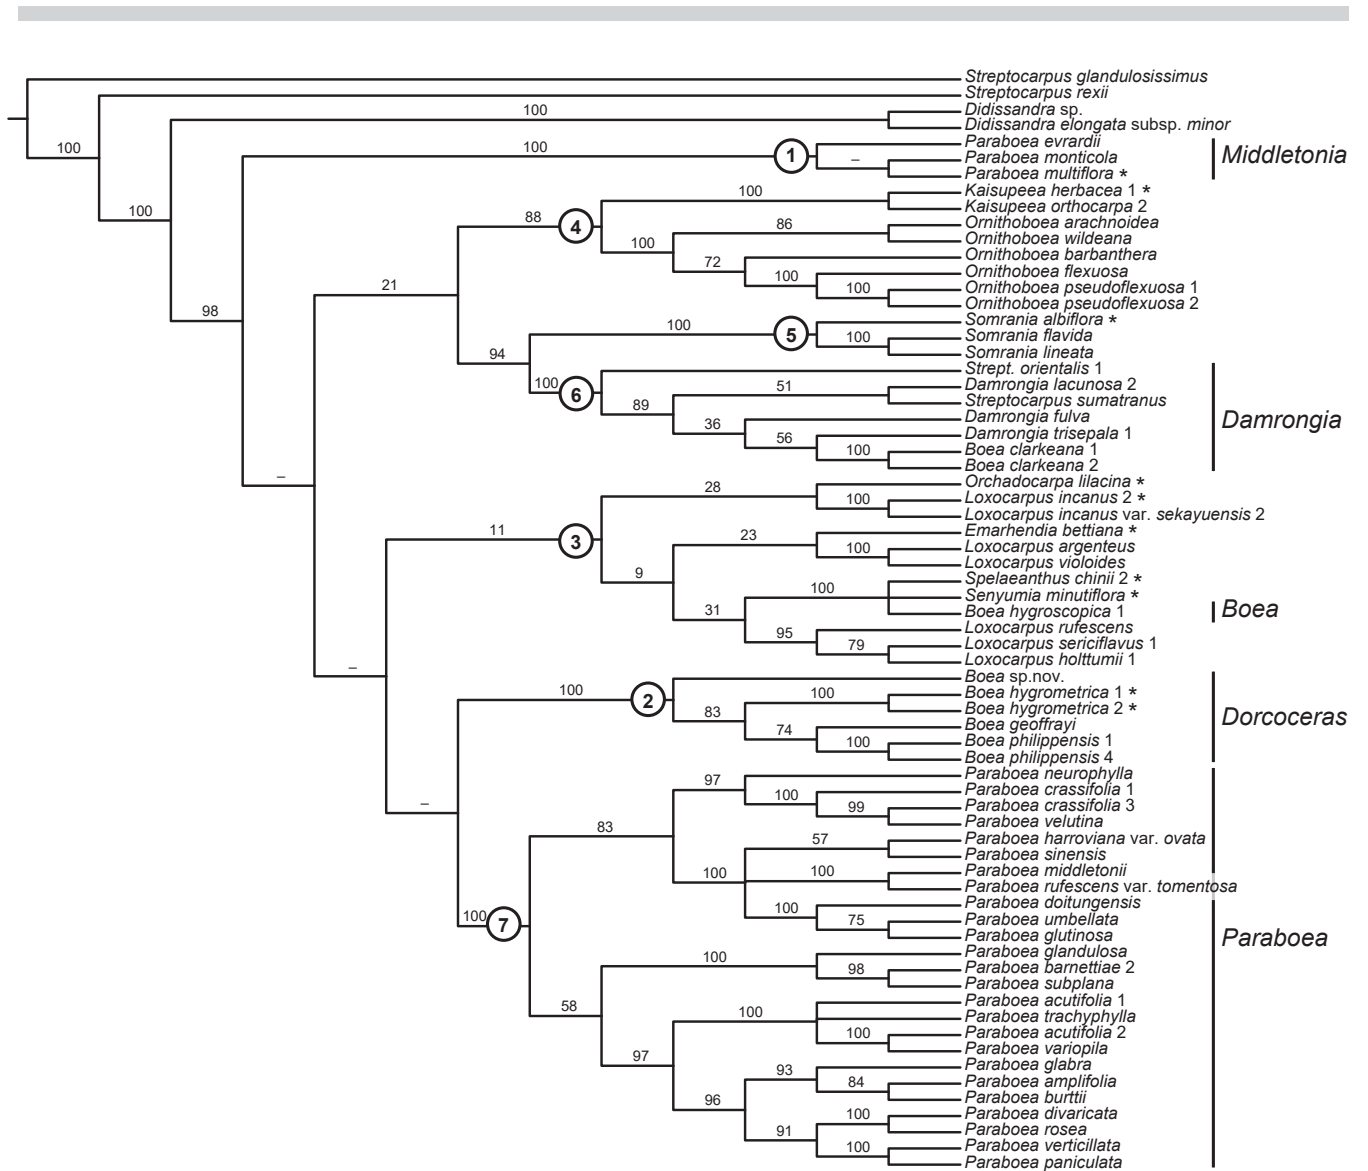 Streptocarpus glandulosissimus
Streptocarpus rexii
100
Didissandra sp.
Didissandra elongata subsp. minor
100
Paraboea evrardii
100
1
Middletonia
Paraboea monticola
–
Paraboea multiflora *
Kaisupeea herbacea 1 *
100
Kaisupeea orthocarpa 2
100
88
4
Ornithoboea arachnoidea
86
Ornithoboea wildeana
100
Ornithoboea barbanthera
72
Ornithoboea flexuosa
100
Ornithoboea pseudoflexuosa 1
100
Ornithoboea pseudoflexuosa 2
21
98
Somrania albiflora *
100
5
Somrania flavida
100
Somrania lineata
94
Strept. orientalis 1
100
6
Damrongia lacunosa 2
51
Streptocarpus sumatranus
89
Damrongia fulva
Damrongia
36
Damrongia trisepala 1
56
Boea clarkeana 1
100
Boea clarkeana 2
–
Orchadocarpa lilacina *
28
Loxocarpus incanus 2 *
100
Loxocarpus incanus var. sekayuensis 2
11
3
Emarhendia bettiana *
23
Loxocarpus argenteus
100
Loxocarpus violoides
9
Spelaeanthus chinii 2 *
100
Senyumia minutiflora *
Boea hygroscopica 1
Boea
31
Loxocarpus rufescens
95
Loxocarpus sericiflavus 1
79
Loxocarpus holttumii 1
–
Boea sp.nov.
100
2
Boea hygrometrica 1 *
100
Boea hygrometrica 2 *
83
Dorcoceras
Boea geoffrayi
74
Boea philippensis 1
100
Boea philippensis 4
Paraboea neurophylla
97
Paraboea crassifolia 1
100
Paraboea crassifolia 3
99
Paraboea velutina
–
83
Paraboea harroviana var. ovata
57
Paraboea sinensis
Paraboea middletonii
100
100
Paraboea rufescens var. tomentosa
Paraboea doitungensis
100
Paraboea umbellata
75
Paraboea glutinosa
100
7
Paraboea
Paraboea glandulosa
100
Paraboea barnettiae 2
98
Paraboea subplana
Paraboea acutifolia 1
58
100
Paraboea trachyphylla
Paraboea acutifolia 2
100
Paraboea variopila
97
Paraboea glabra
93
Paraboea amplifolia
84
Paraboea burttii
96
Paraboea divaricata
100
Paraboea rosea
91
Paraboea verticillata
100
Paraboea paniculata